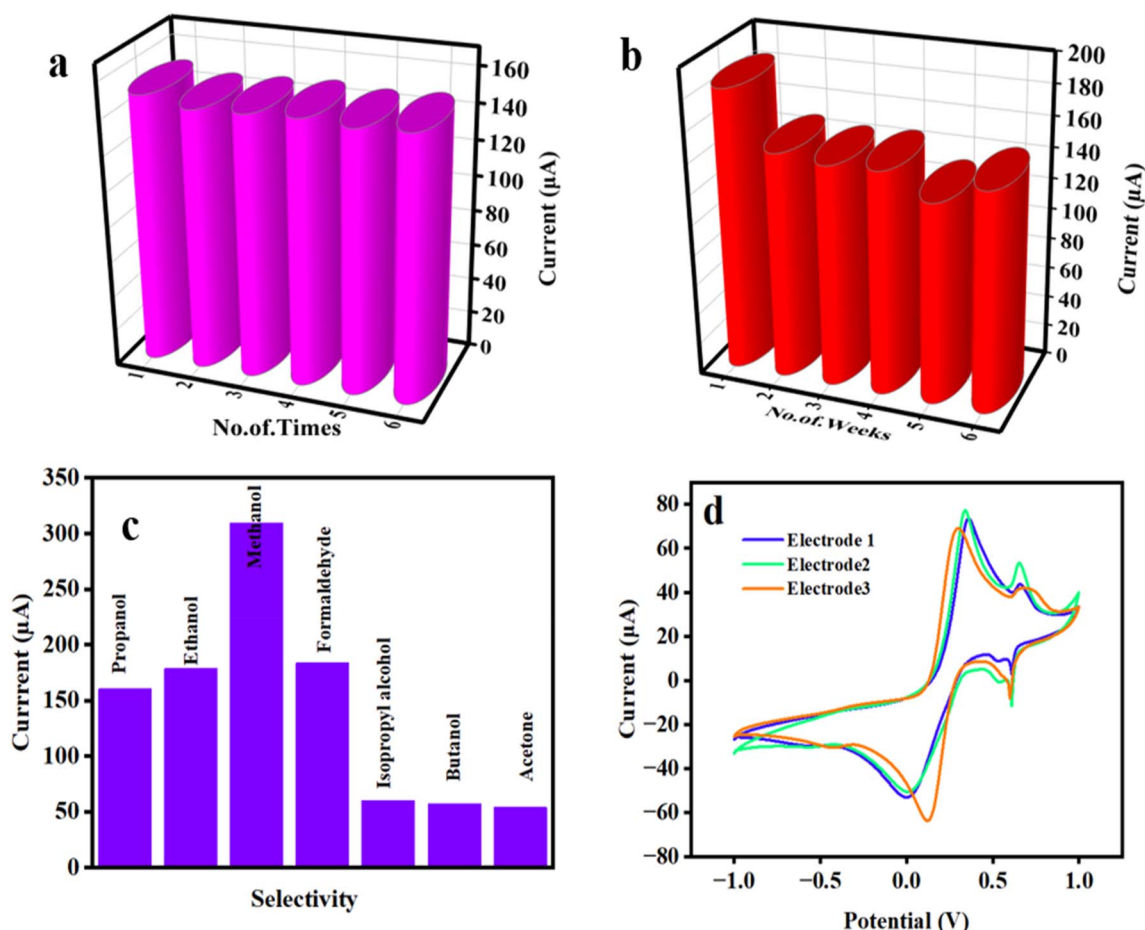 a
160
140
120
100
80
60
40
20
0
Current (µA)
1
2
3
4
5
6
No.of.Times
b
200
180
160
140
120
100
80
60
40
20
0
Current (µA)
1
2
3
4
5
6
No.of.Weeks
c
350
300
250
200
150
100
50
0
Currrent (µA)
Propanol
Ethanol
Methanol
Formaldehyde
Isopropyl alcohol
Butanol
Acetone
Selectivity
d
80
60
40
20
0
−20
−40
−60
−80
Current (µA)
Electrode 1
Electrode2
Electrode3
−1.0
−0.5
0.0
0.5
1.0
Potential (V)